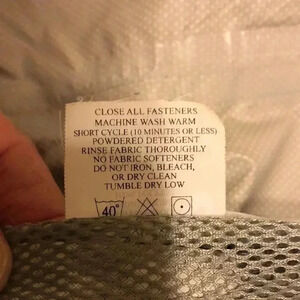 CLOSE ALL FASTENERS
MACHINE WASH WARM
SHORT CYCLE (10 MINUTES OR LESS)
POWDERED DETERGENT
RINSE FABRIC THOROUGHLY
NO FABRIC SOFTENERS
DO NOT IRON, BLEACH,
OR DRY CLEAN
TUMBLE DRY LOW
40°